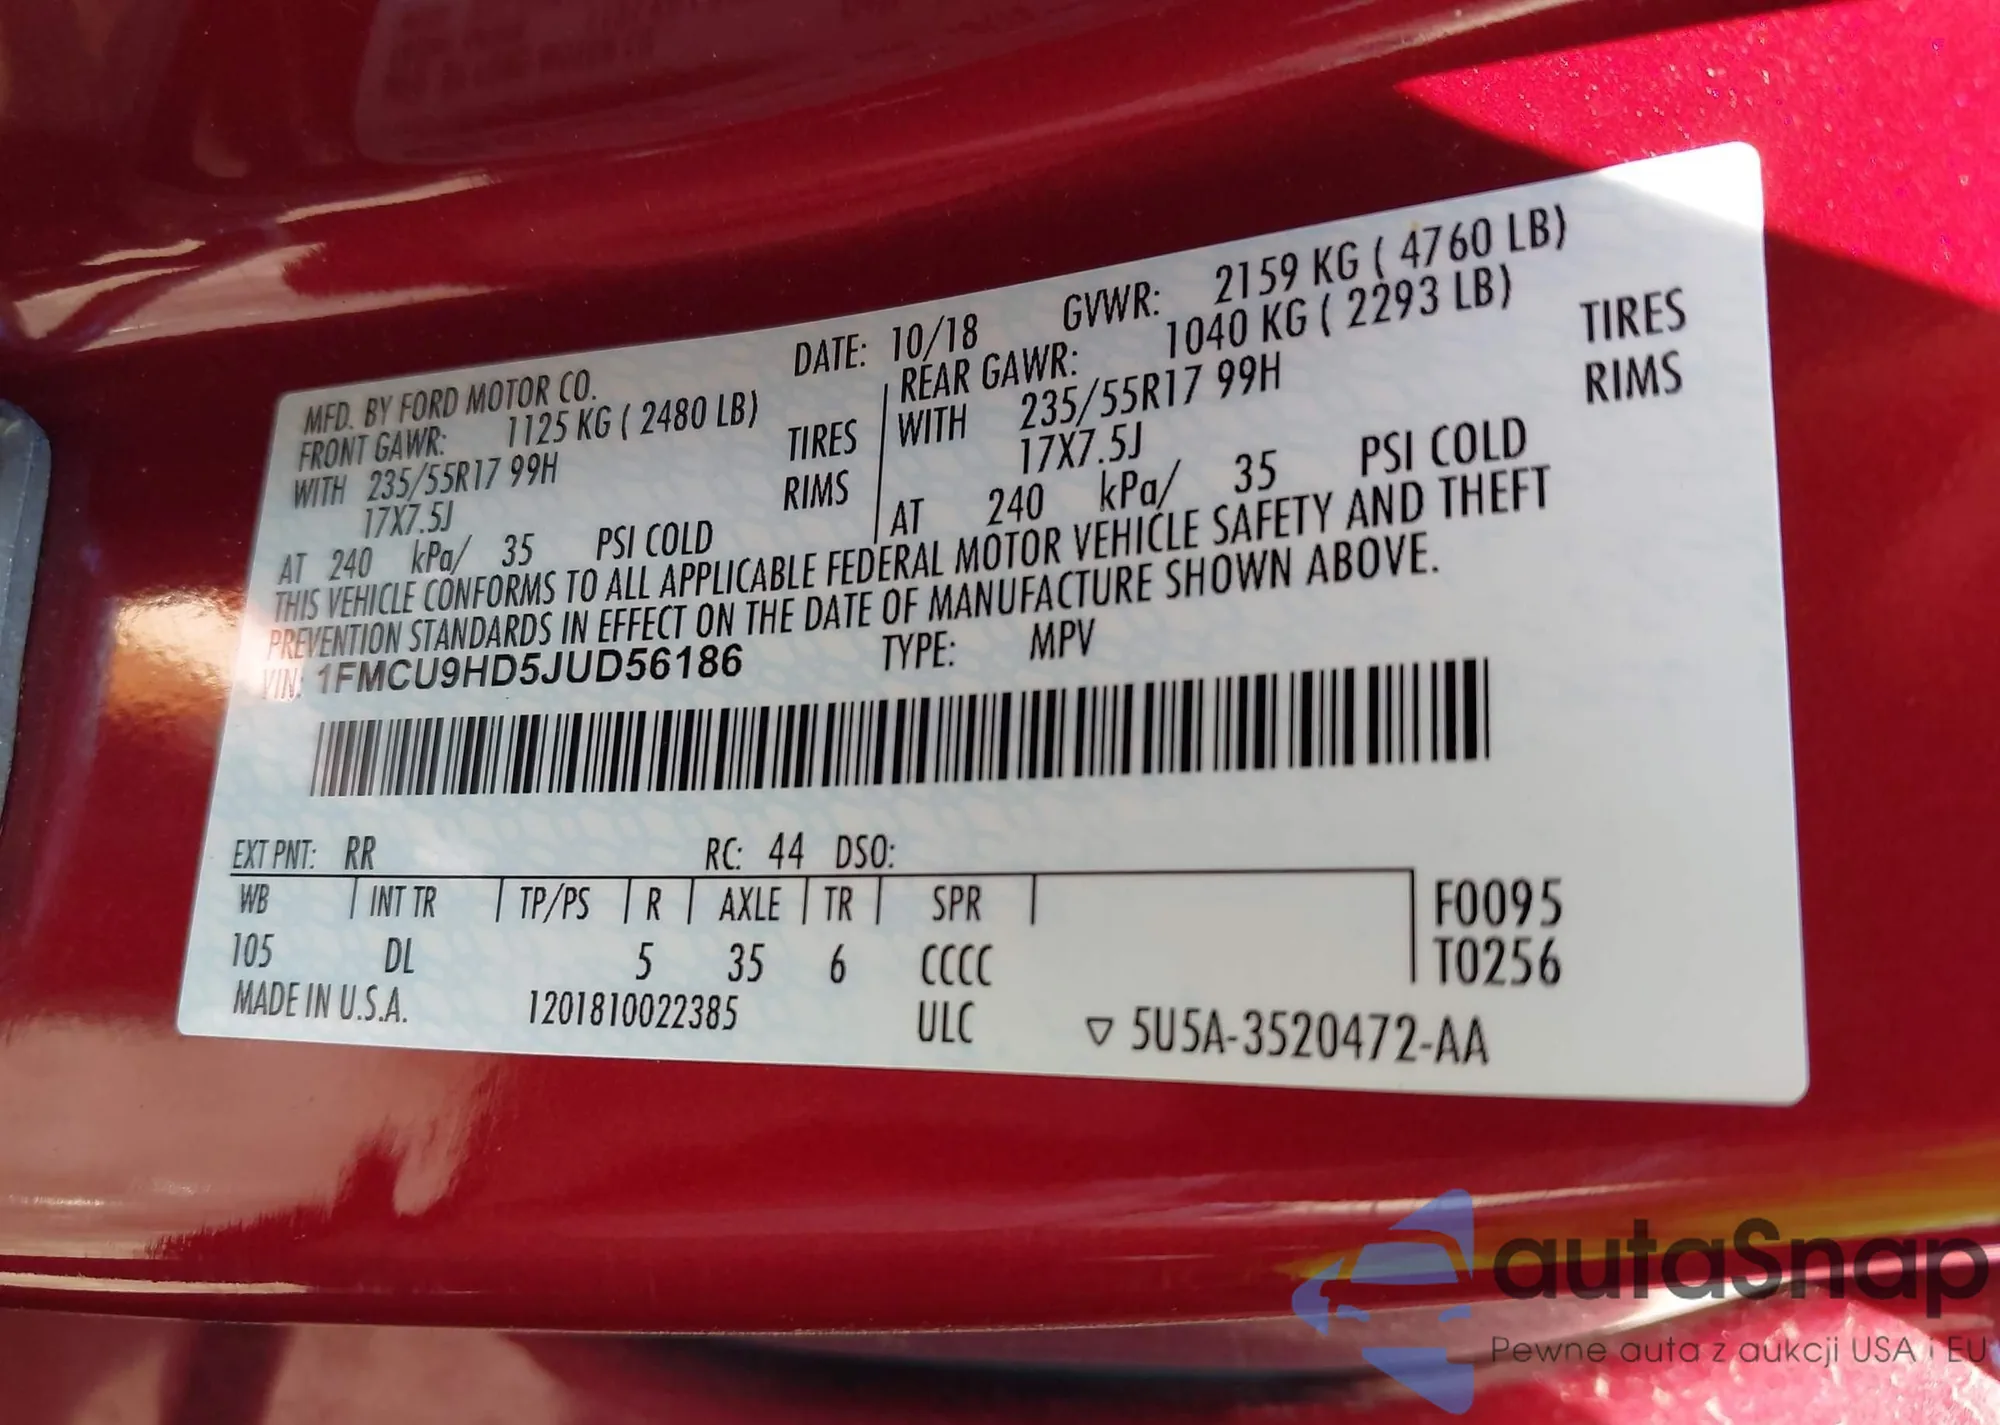 MFD. BY FORD MOTOR CO. DATE: 10/18 GVWR: 2159 KG ( 4760 LB)
FRONT GAWR: 1125 KG ( 2480 LB) REAR GAWR: 1040 KG ( 2293 LB)
WITH 235/55R17 99H TIRES WITH 235/55R17 99H TIRES
17X7.5J RIMS 17X7.5J RIMS
AT 240 kPa/ 35 PSI COLD AT 240 kPa/ 35 PSI COLD
THIS VEHICLE CONFORMS TO ALL APPLICABLE FEDERAL MOTOR VEHICLE SAFETY AND THEFT
PREVENTION STANDARDS IN EFFECT ON THE DATE OF MANUFACTURE SHOWN ABOVE.
VIN: 1FMCU9HD5JUD56186 TYPE: MPV
EXT PNT: RR RC: 44 DSO:
WB INT TR TP/PS R AXLE TR SPR F0095
105 DL 5 35 6 CCCC T0256
MADE IN U.S.A. 1201810022385 ULC ▽ 5U5A-3520472-AA
autaSnap
Pewne auta z aukcji USA i EU